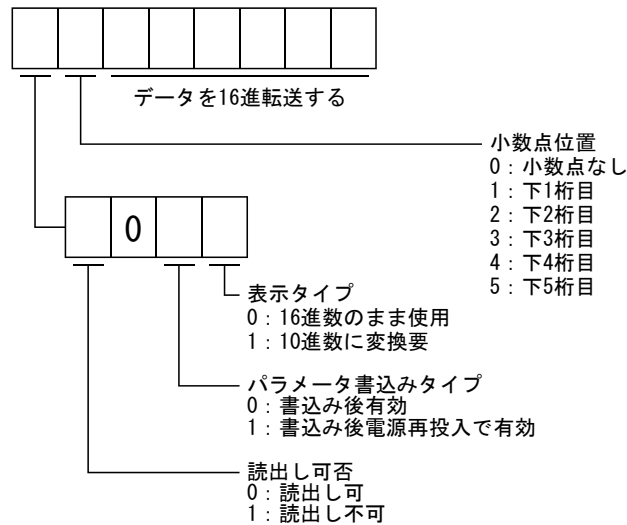 データを16進転送する
小数点位置
0：小数点なし
1：下1桁目
2：下2桁目
3：下3桁目
4：下4桁目
5：下5桁目
0
表示タイプ
0：16進数のまま使用
1：10進数に変換要
パラメータ書込みタイプ
0：書込み後有効
1：書込み後電源再投入で有効
読出し可否
0：読出し可
1：読出し不可